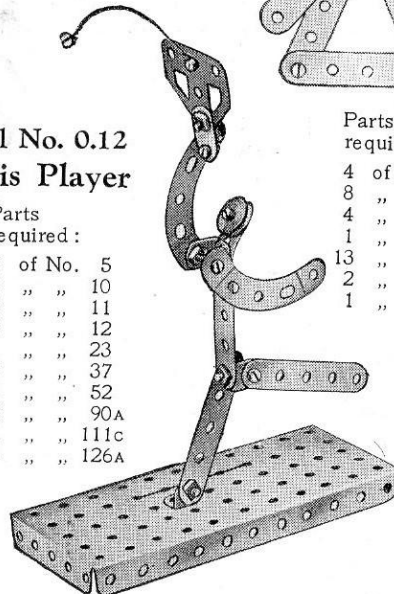 No. 0.12
is Player
Parts
equired :
of No. 5
„ „ 10
„ „ 11
„ „ 12
„ „ 23
„ „ 37
„ „ 52
„ „ 90A
„ „ 111c
„ „ 126A
Parts
requi
4 of
8 „
4 „
1 „
13 „
2 „
1 „